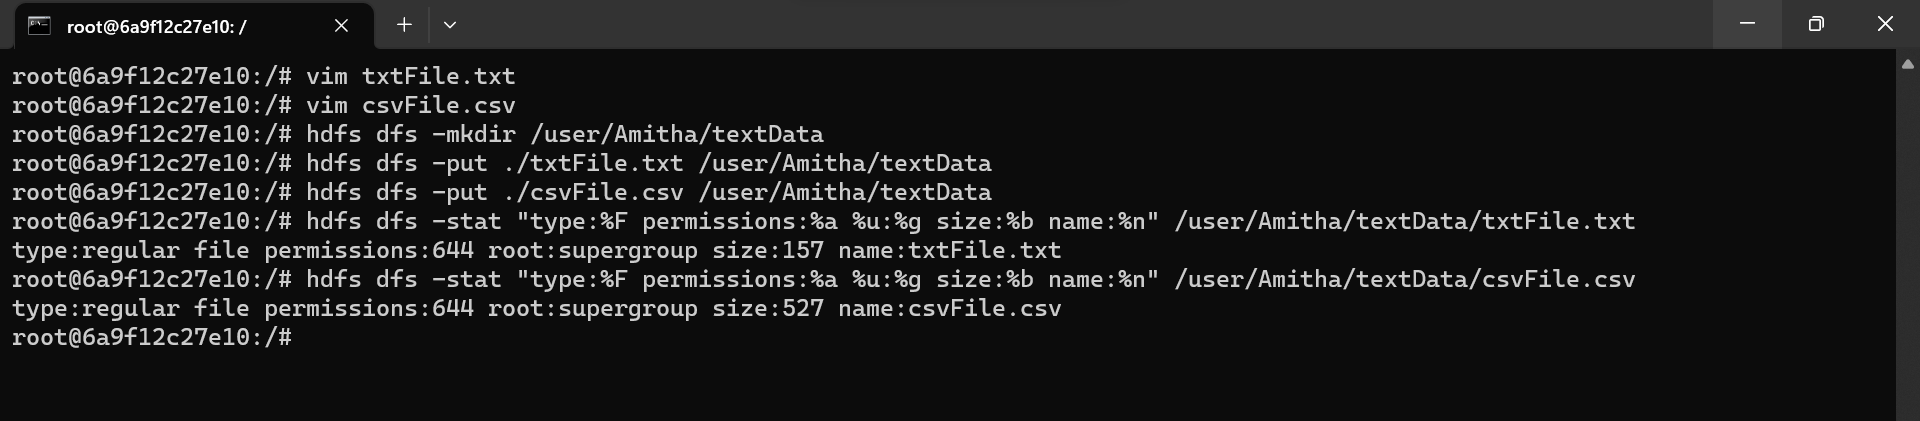 root@6a9f12c27e10: /
root@6a9f12c27e10:/# vim txtFile.txt
root@6a9f12c27e10:/# vim csvFile.csv
root@6a9f12c27e10:/# hdfs dfs -mkdir /user/Amitha/textData
root@6a9f12c27e10:/# hdfs dfs -put ./txtFile.txt /user/Amitha/textData
root@6a9f12c27e10:/# hdfs dfs -put ./csvFile.csv /user/Amitha/textData
root@6a9f12c27e10:/# hdfs dfs -stat "type:%F permissions:%a %u:%g size:%b name:%n" /user/Amitha/textData/txtFile.txt
type:regular file permissions:644 root:supergroup size:157 name:txtFile.txt
root@6a9f12c27e10:/# hdfs dfs -stat "type:%F permissions:%a %u:%g size:%b name:%n" /user/Amitha/textData/csvFile.csv
type:regular file permissions:644 root:supergroup size:527 name:csvFile.csv
root@6a9f12c27e10:/#